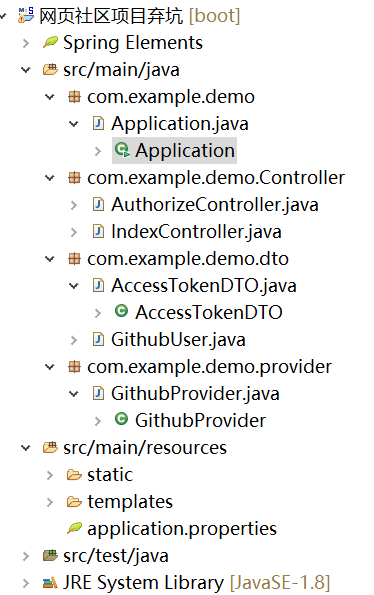 网页社区项目弃坑 [boot]
Spring Elements
src/main/java
com.example.demo
Application.java
Application
com.example.demo.Controller
AuthorizeController.java
IndexController.java
com.example.demo.dto
AccessTokenDTO.java
AccessTokenDTO
GithubUser.java
com.example.demo.provider
GithubProvider.java
GithubProvider
src/main/resources
static
templates
application.properties
src/test/java
JRE System Library [JavaSE-1.8]